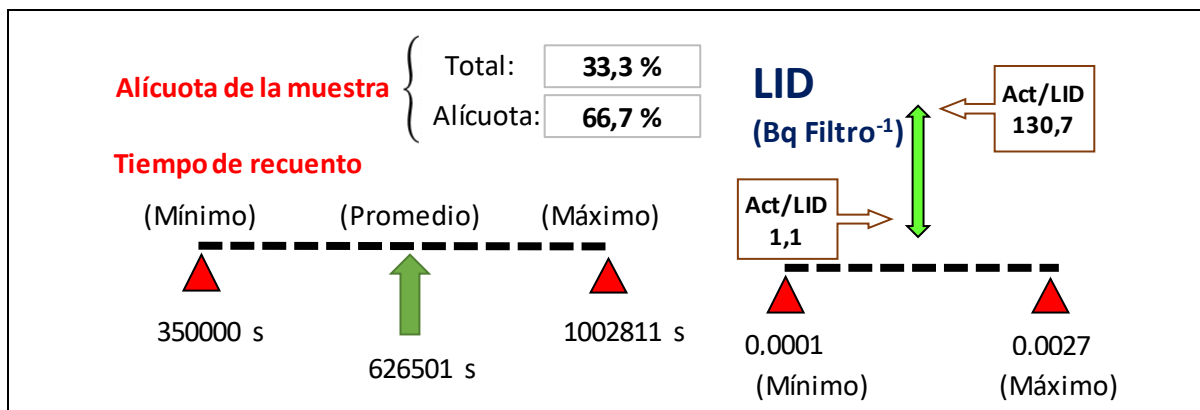 Alícuota de la muestra
Total: 33,3 %
Alícuota: 66,7 %
Tiempo de recuento
(Mínimo) (Promedio) (Máximo)
350000 s
626501 s
1002811 s
LID
(Bq Filtro⁻¹)
Act/LID
130,7
Act/LID
1,1
0,0001
(Mínimo)
0,0027
(Máximo)